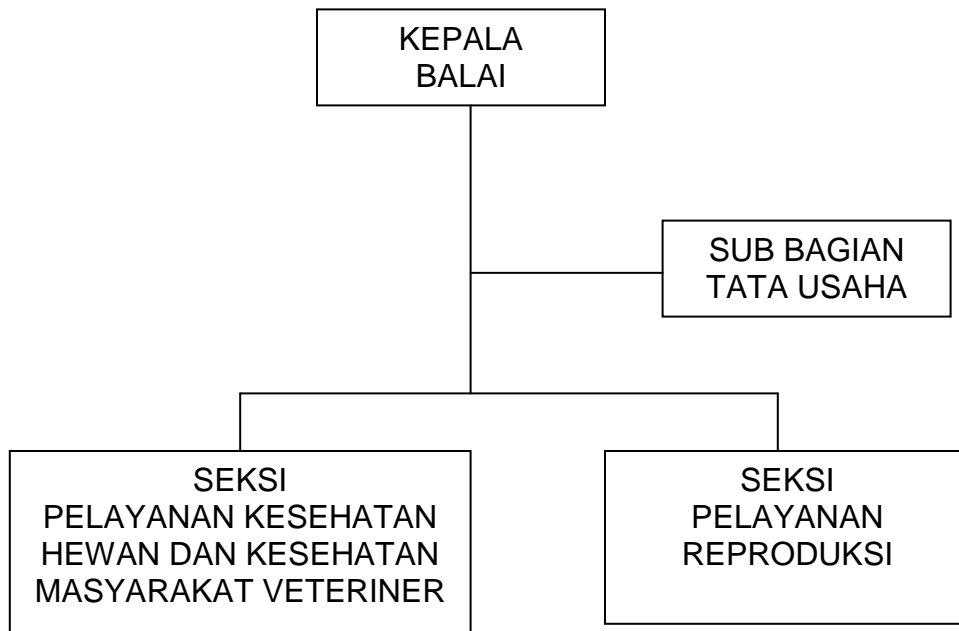 KEPALA
BALAI
SUB BAGIAN
TATA USAHA
SEKSI
PELAYANAN KESEHATAN
HEWAN DAN KESEHATAN
MASYARAKAT VETERINER
SEKSI
PELAYANAN
REPRODUKSI